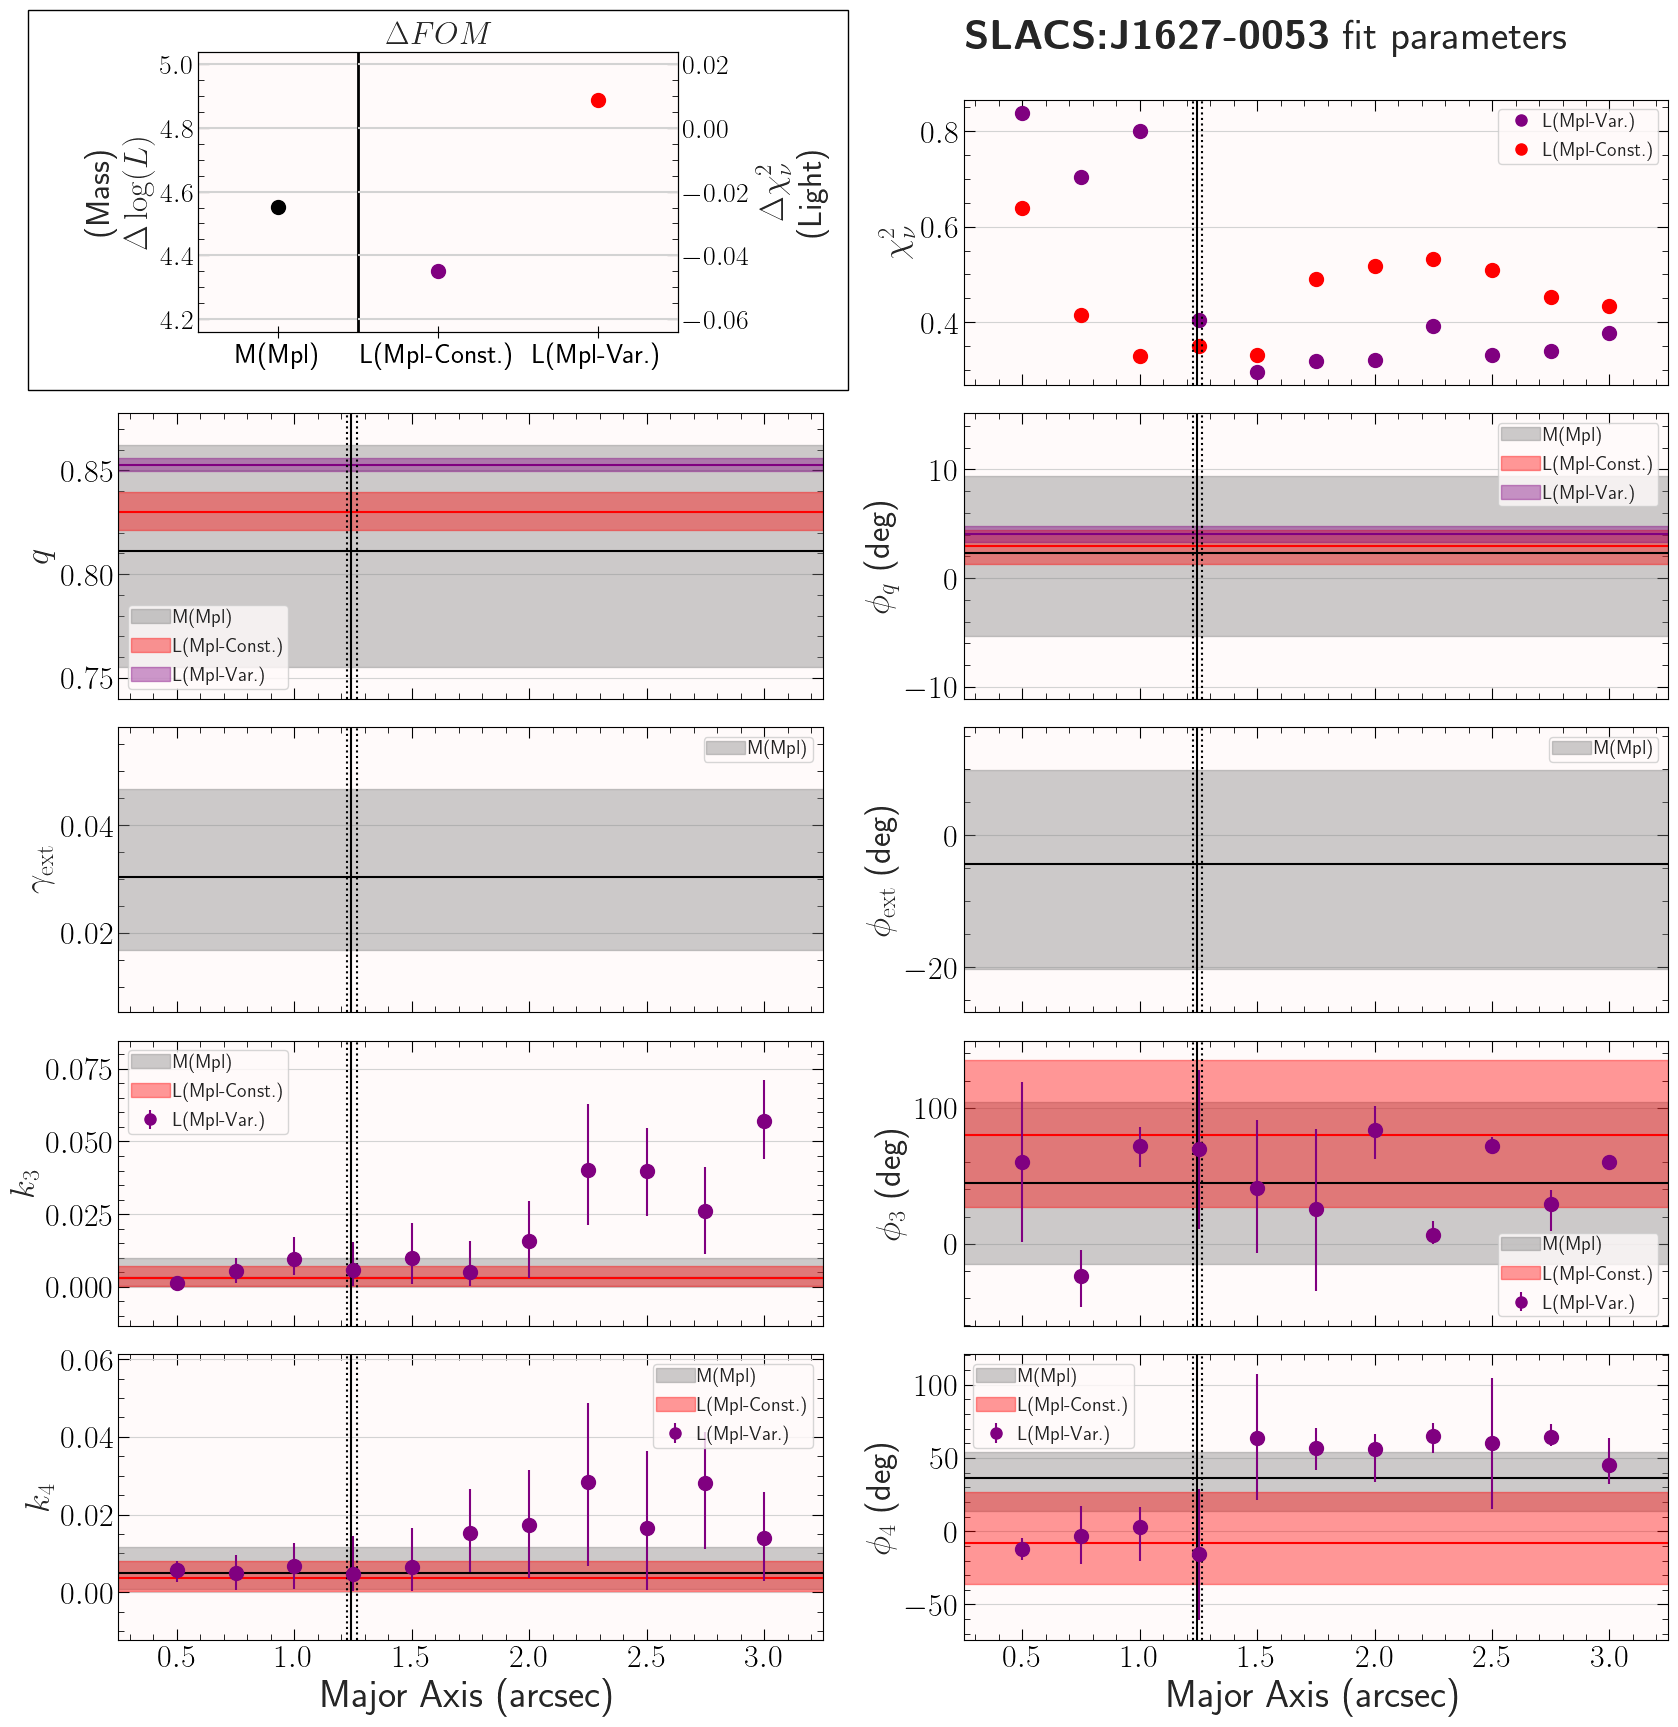 ΔFOM
SLACS:J1627-0053 fit parameters
(Mass)
Δ log(L)
5.0
4.8
4.6
4.4
4.2
0.02
0.00
−0.02
−0.04
−0.06
Δχ²ν
(Light)
M(Mpl)
L(Mpl-Const.)
L(Mpl-Var.)
χ²ν
0.8
0.6
0.4
L(Mpl-Var.)
L(Mpl-Const.)
q
0.85
0.80
0.75
M(Mpl)
L(Mpl-Const.)
L(Mpl-Var.)
ϕq (deg)
10
0
−10
M(Mpl)
L(Mpl-Const.)
L(Mpl-Var.)
γext
0.04
0.02
M(Mpl)
ϕext (deg)
0
−20
M(Mpl)
k3
0.075
0.050
0.025
0.000
M(Mpl)
L(Mpl-Const.)
L(Mpl-Var.)
ϕ3 (deg)
100
0
M(Mpl)
L(Mpl-Const.)
L(Mpl-Var.)
k4
0.06
0.04
0.02
0.00
M(Mpl)
L(Mpl-Const.)
L(Mpl-Var.)
0.5 1.0 1.5 2.0 2.5 3.0
Major Axis (arcsec)
ϕ4 (deg)
100
50
0
−50
M(Mpl)
L(Mpl-Const.)
L(Mpl-Var.)
0.5 1.0 1.5 2.0 2.5 3.0
Major Axis (arcsec)